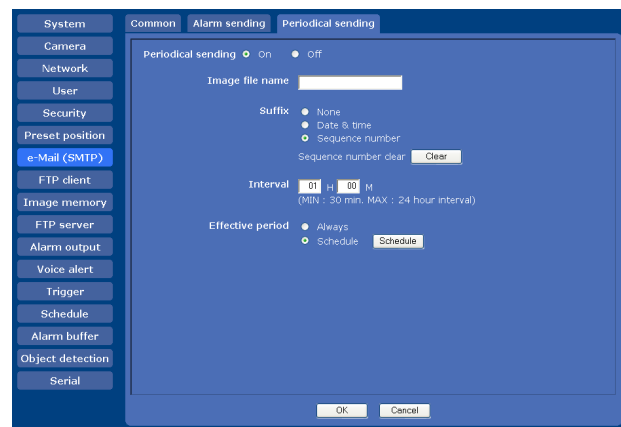 System
Camera
Network
User
Security
Preset position
e-Mail (SMTP)
FTP client
Image memory
FTP server
Alarm output
Voice alert
Trigger
Schedule
Alarm buffer
Object detection
Serial
Common Alarm sending Periodical sending
Periodical sending On Off
Image file name
Suffix None
Date & time
Sequence number
Sequence number clear Clear
Interval 01 H 00 M
(MIN : 30 min. MAX : 24 hour interval)
Effective period Always
Schedule Schedule
OK Cancel